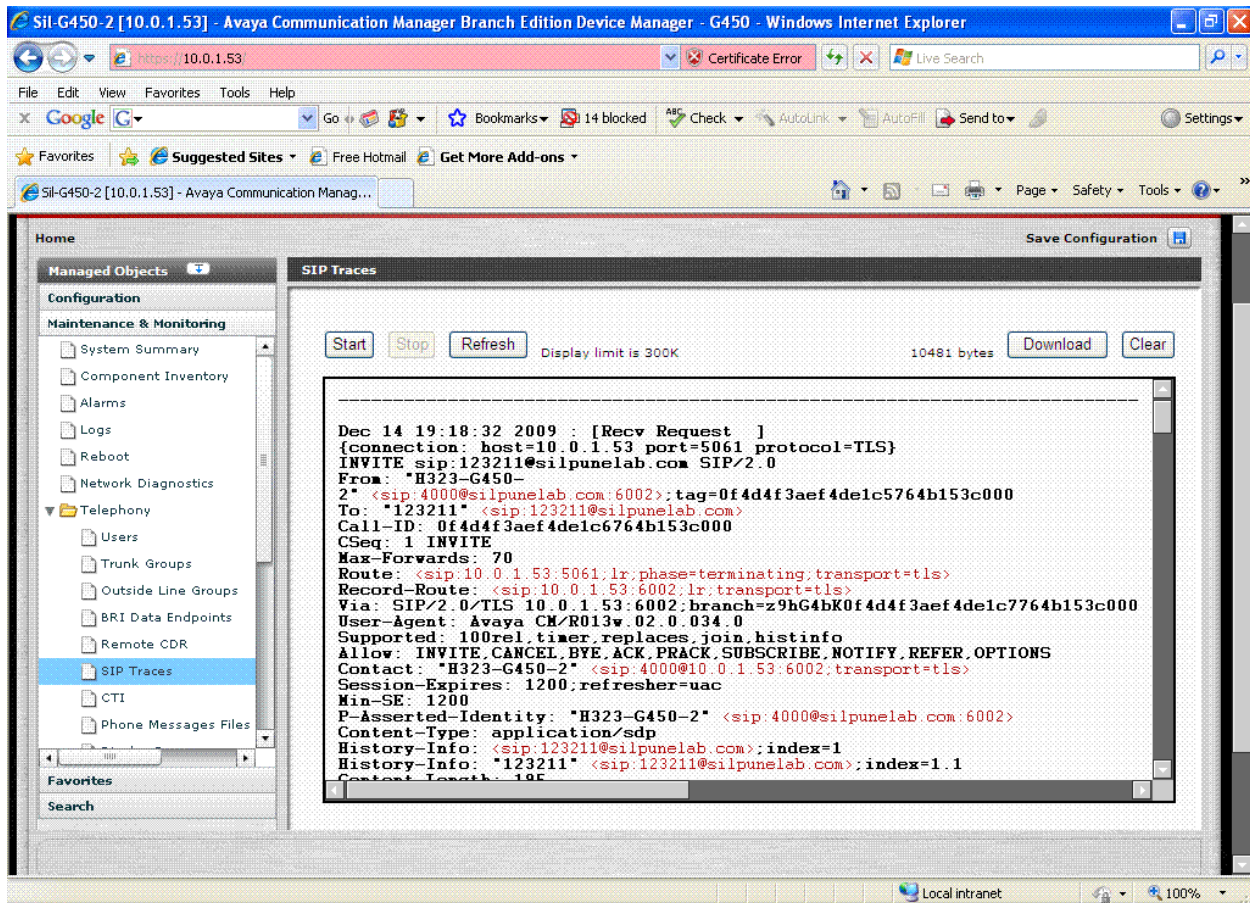 Sil-G450-2 [10.0.1.53] - Avaya Communication Manager Branch Edition Device Manager - G450 - Windows Internet Explorer
https://10.0.1.53/
Certificate Error
Live Search
File Edit View Favorites Tools Help
x Google G Go Bookmarks 14 blocked ABC Check AutoLink AutoFill Send to Settings
Favorites Suggested Sites Free Hotmail Get More Add-ons
Sil-G450-2 [10.0.1.53] - Avaya Communication Manag...
Page Safety Tools »
Home
Save Configuration
Managed Objects
Configuration
Maintenance & Monitoring
System Summary
Component Inventory
Alarms
Logs
Reboot
Network Diagnostics
Telephony
Users
Trunk Groups
Outside Line Groups
BRI Data Endpoints
Remote CDR
SIP Traces
CTI
Phone Messages Files
Favorites
Search
SIP Traces
Start Stop Refresh Display limit is 300K 10481 bytes Download Clear
Dec 14 19:18:32 2009 : [Recv Request ]
{connection: host=10.0.1.53 port=5061 protocol=TLS}
INVITE sip:123211@silpunelab.com SIP/2.0
From: "H323-G450-
2" <sip:4000@silpunelab.com:6002>;tag=0f4d4f3aef4de1c5764b153c000
To: "123211" <sip:123211@silpunelab.com>
Call-ID: 0f4d4f3aef4de1c6764b153c000
CSeq: 1 INVITE
Max-Forwards: 70
Route: <sip:10.0.1.53:5061;lr;phase=terminating;transport=tls>
Record-Route: <sip:10.0.1.53:6002;lr;transport=tls>
Via: SIP/2.0/TLS 10.0.1.53:6002;branch=z9hG4bK0f4d4f3aef4de1c7764b153c000
User-Agent: Avaya CM/R013w.02.0.034.0
Supported: 100rel,timer,replaces,join,histinfo
Allow: INVITE,CANCEL,BYE,ACK,PRACK,SUBSCRIBE,NOTIFY,REFER,OPTIONS
Contact: "H323-G450-2" <sip:4000@10.0.1.53:6002;transport=tls>
Session-Expires: 1200;refresher=uac
Min-SE: 1200
P-Asserted-Identity: "H323-G450-2" <sip:4000@silpunelab.com:6002>
Content-Type: application/sdp
History-Info: <sip:123211@silpunelab.com>;index=1
History-Info: "123211" <sip:123211@silpunelab.com>;index=1.1
Content-Length: 195
Local intranet
100%